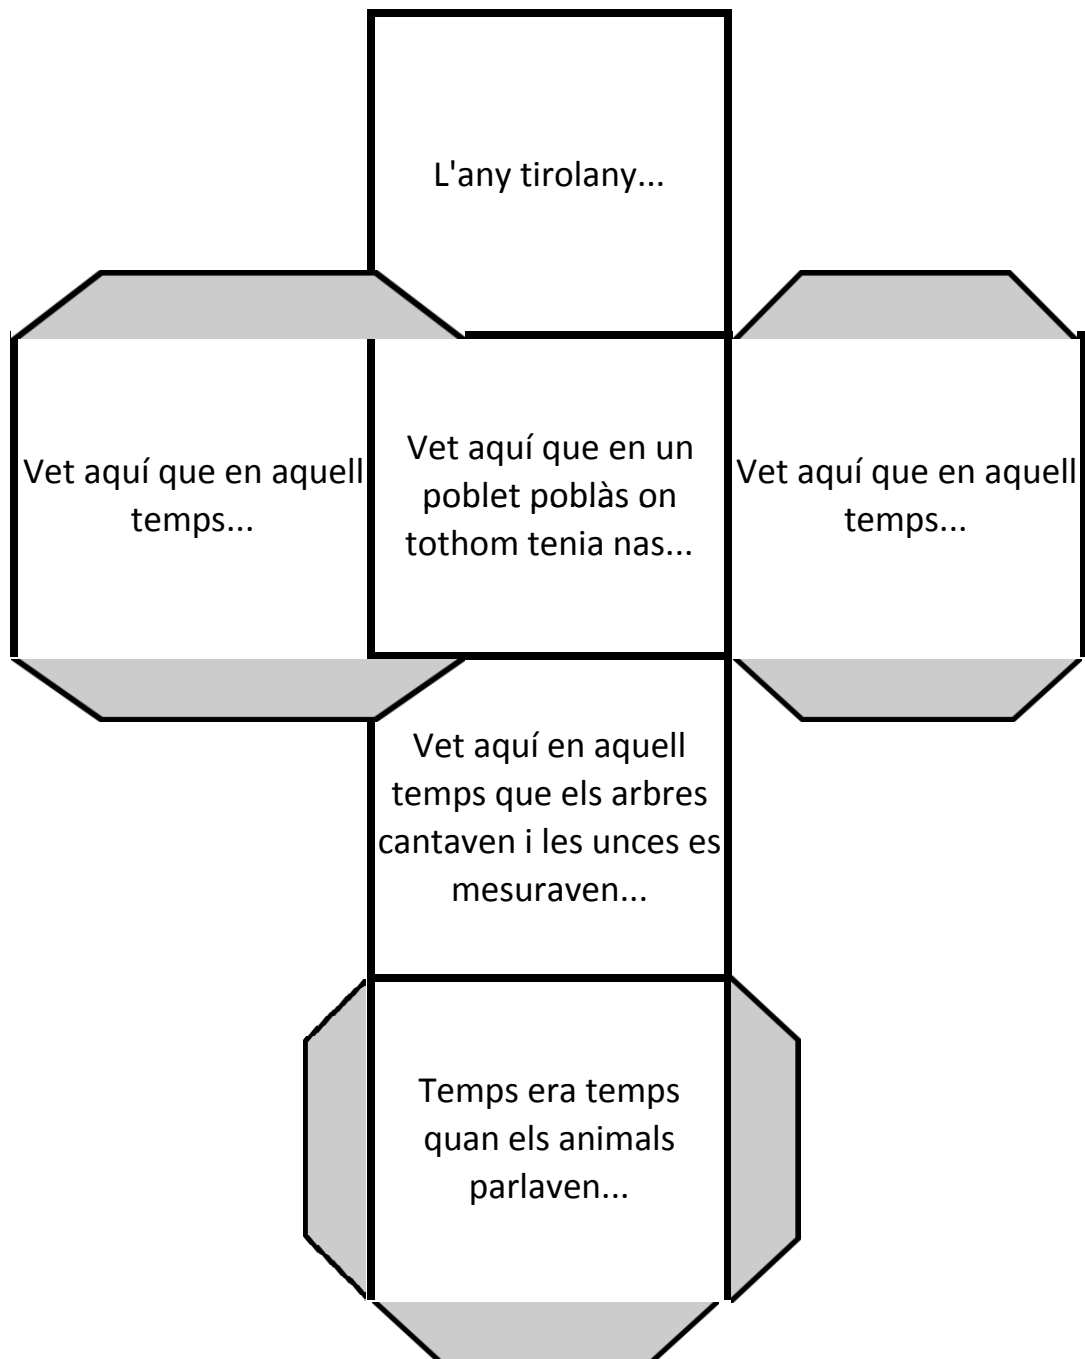 L'any tirolany...
Vet aquí que en aquell
temps...
Vet aquí que en un
poblet poblàs on
tothom tenia nas...
Vet aquí que en aquell
temps...
Vet aquí en aquell
temps que els arbres
cantaven i les unces es
mesuraven...
Temps era temps
quan els animals
parlaven...